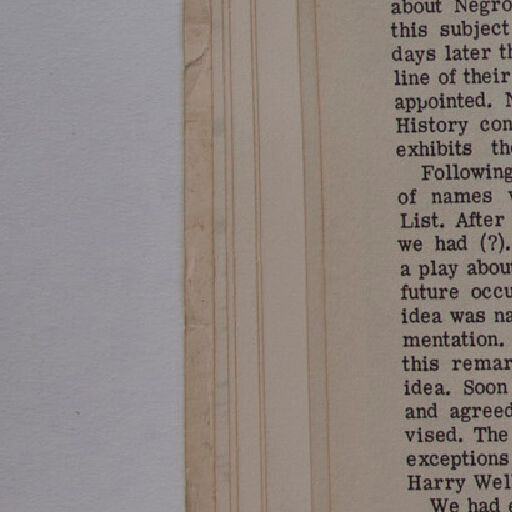 about Negro
this subject
days later th
line of their
appointed. N
History con
exhibits th
Following
of names
List. After
we had (?).
a play abou
future occu
idea was na
mentation.
this remar
idea. Soon
and agreed
vised. The
exceptions
Harry Wel
We had